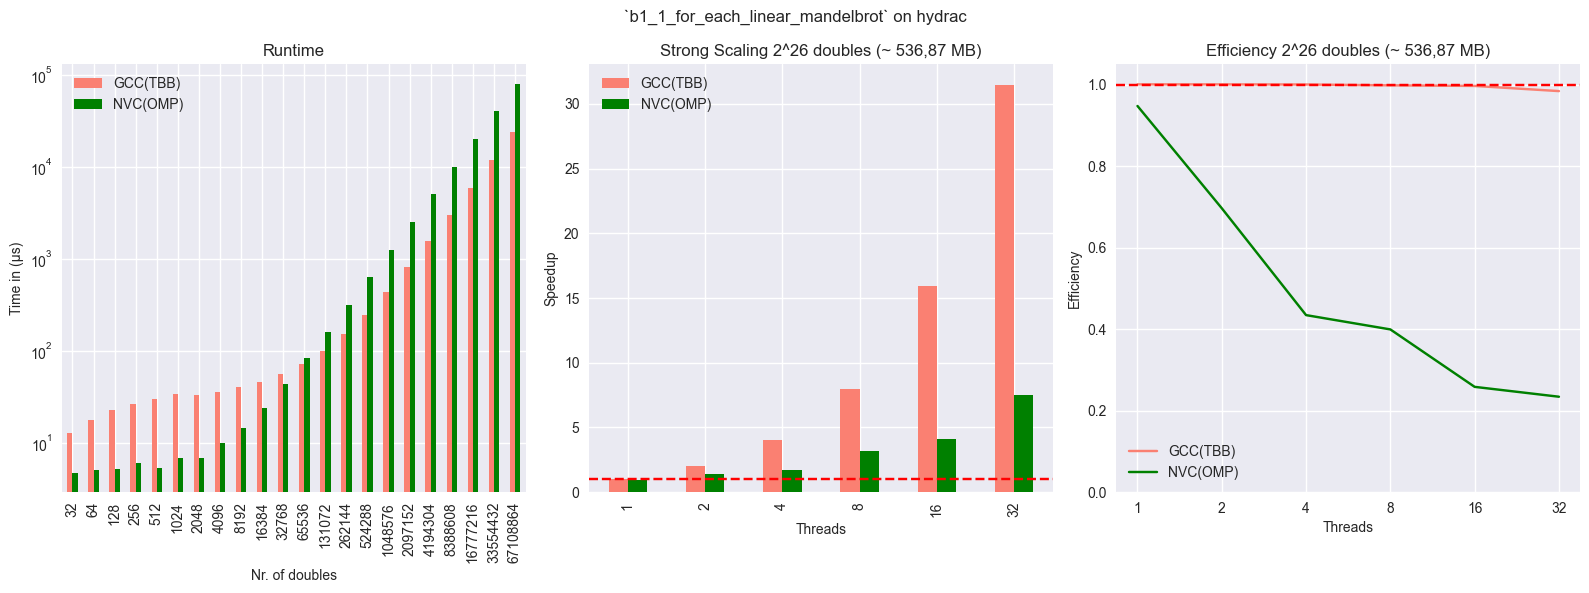 `b1_1_for_each_linear_mandelbrot` on hydrac
Runtime
GCC(TBB)
NVC(OMP)
10^5
10^4
10^3
10^2
10^1
Time in (µs)
32 64 128 256 512 1024 2048 4096 8192 16384 32768 65536 131072 262144 524288 1048576 2097152 4194304 8388608 16777216 33554432 67108864
Nr. of doubles
Strong Scaling 2^26 doubles (~ 536,87 MB)
GCC(TBB)
NVC(OMP)
30
25
20
15
10
5
0
Speedup
1 2 4 8 16 32
Threads
Efficiency 2^26 doubles (~ 536,87 MB)
1.0
0.8
0.6
0.4
0.2
0.0
Efficiency
GCC(TBB)
NVC(OMP)
1 2 4 8 16 32
Threads